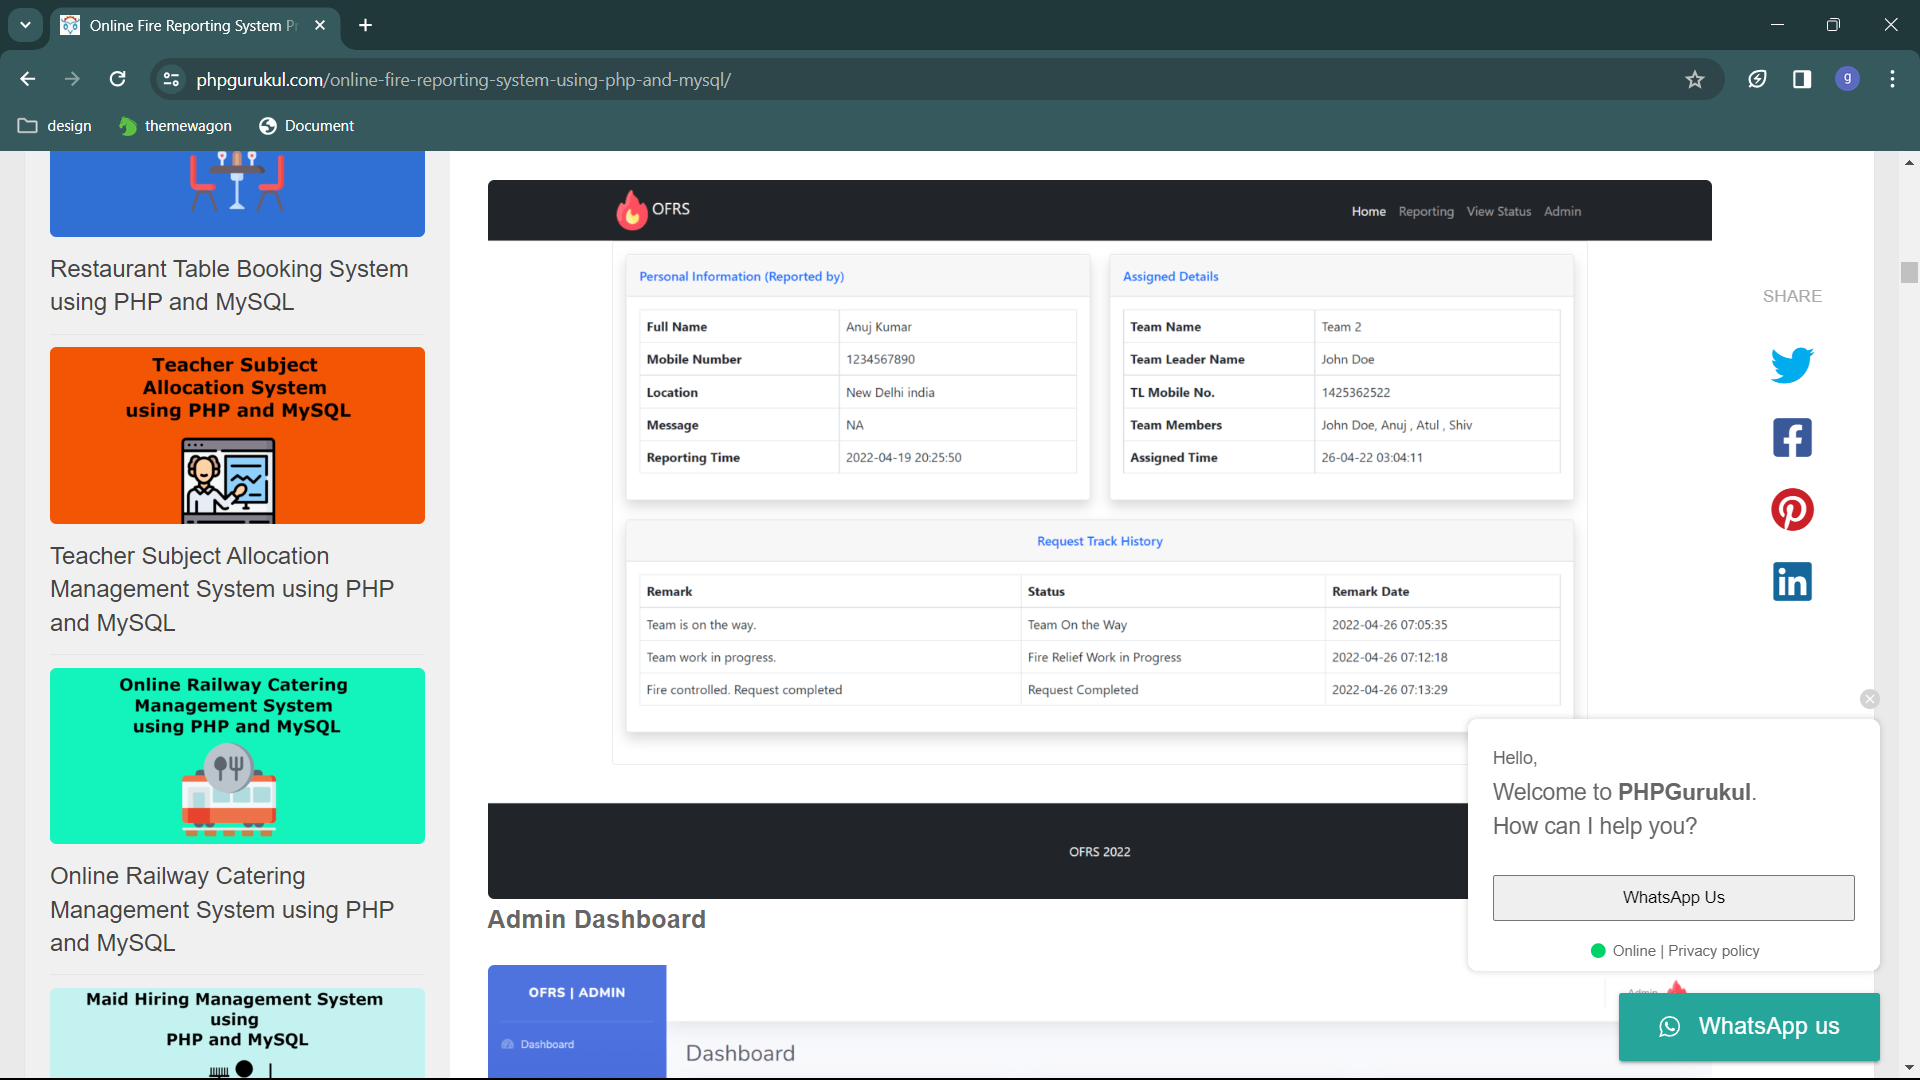 Online Fire Reporting System Pr
phpgurukul.com/online-fire-reporting-system-using-php-and-mysql/
g
design
themewagon
Document
Restaurant Table Booking System
using PHP and MySQL
Teacher Subject
Allocation System
using PHP and MySQL
Teacher Subject Allocation
Management System using PHP
and MySQL
Online Railway Catering
Management System
using PHP and MySQL
Online Railway Catering
Management System using PHP
and MySQL
Maid Hiring Management System
using
PHP and MySQL
OFRS
Home Reporting View Status Admin
Personal Information (Reported by)
Full Name Anuj Kumar
Mobile Number 1234567890
Location New Delhi india
Message NA
Reporting Time 2022-04-19 20:25:50
Assigned Details
Team Name Team 2
Team Leader Name John Doe
TL Mobile No. 1425362522
Team Members John Doe, Anuj , Atul , Shiv
Assigned Time 26-04-22 03:04:11
Request Track History
Remark Status Remark Date
Team is on the way. Team On the Way 2022-04-26 07:05:35
Team work in progress. Fire Relief Work in Progress 2022-04-26 07:12:18
Fire controlled. Request completed Request Completed 2022-04-26 07:13:29
OFRS 2022
Admin Dashboard
OFRS | ADMIN
Dashboard
Admin
Dashboard
SHARE
Hello,
Welcome to PHPGurukul.
How can I help you?
WhatsApp Us
Online | Privacy policy
WhatsApp us